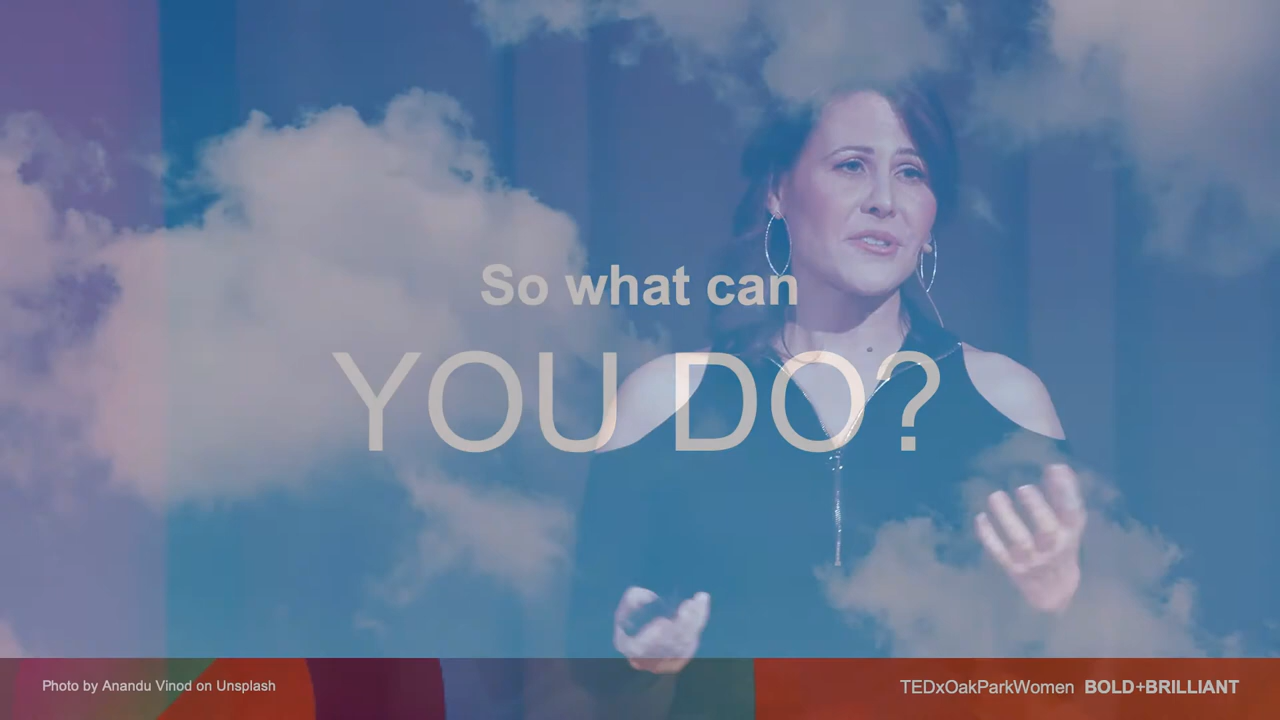 So what can
YOU DO?
Photo by Anandu Vinod on Unsplash
TEDxOakParkWomen BOLD+BRILLIANT